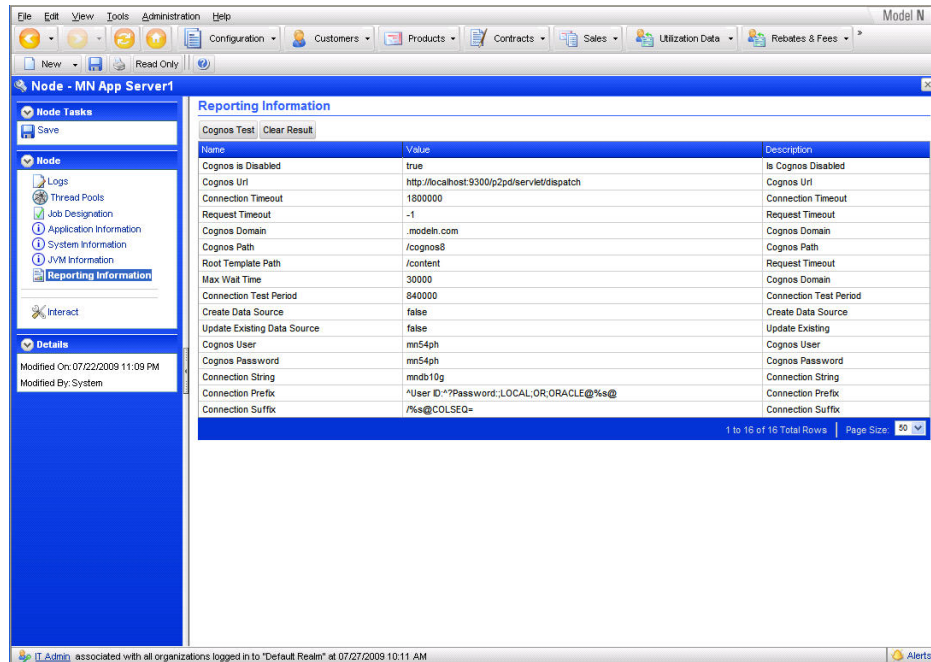 File Edit View Tools Administration Help Model N
Configuration Customers Products Contracts Sales Utilization Data Rebates & Fees »
New Read Only
Node - MN App Server1
Node Tasks
Save
Node
Logs
Thread Pools
Job Designation
Application Information
System Information
JVM Information
Reporting Information
Interact
Details
Modified On: 07/22/2009 11:09 PM
Modified By: System
Reporting Information
Cognos Test Clear Result
Name Value Description
Cognos is Disabled true Is Cognos Disabled
Cognos Url http://localhost:9300/p2pd/servlet/dispatch Cognos Url
Connection Timeout 1800000 Connection Timeout
Request Timeout -1 Request Timeout
Cognos Domain .modeln.com Cognos Domain
Cognos Path /cognos8 Cognos Path
Root Template Path /content Request Timeout
Max Wait Time 30000 Cognos Domain
Connection Test Period 840000 Connection Test Period
Create Data Source false Create Data Source
Update Existing Data Source false Update Existing
Cognos User mn54ph Cognos User
Cognos Password mn54ph Cognos Password
Connection String mndb10g Connection String
Connection Prefix ^User ID:^?Password:;LOCAL;OR;ORACLE@%s@ Connection Prefix
Connection Suffix /%s@COLSEQ= Connection Suffix
1 to 16 of 16 Total Rows Page Size: 50
IT Admin associated with all organizations logged in to "Default Realm" at 07/27/2009 10:11 AM Alerts